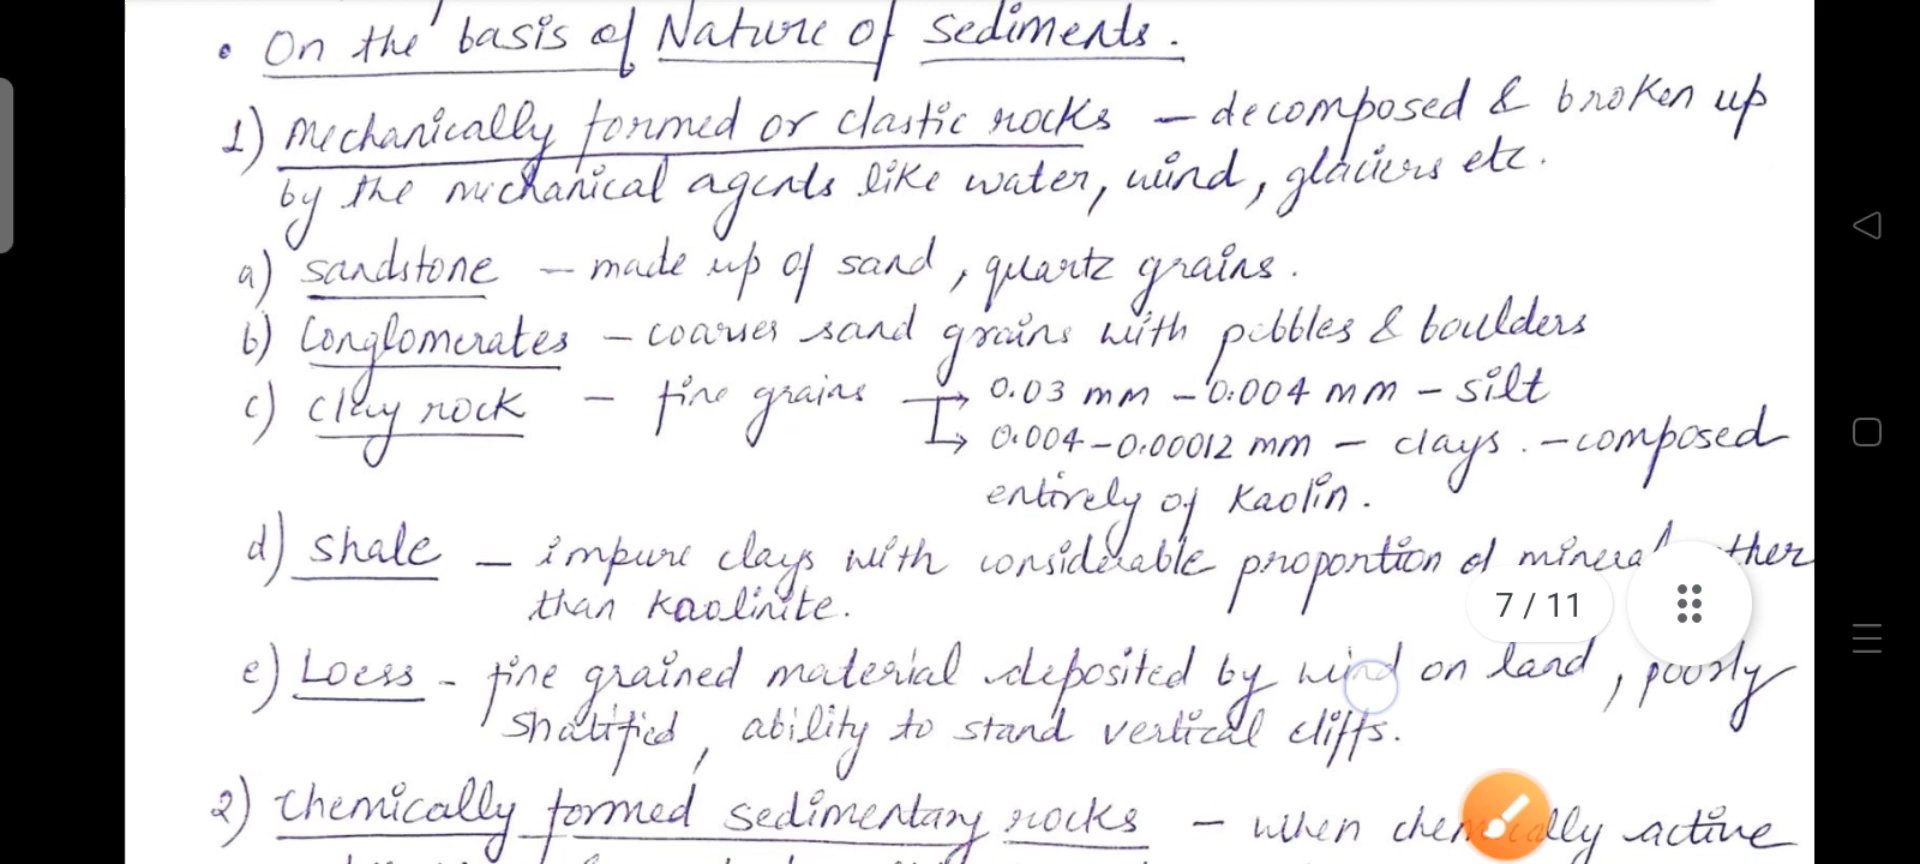 • On the basis of Nature of sediments.
1) Mechanically formed or clastic rocks – decomposed & broken up
by the mechanical agents like water, wind, glaciers etc.
a) sandstone – made up of sand, quartz grains.
b) Conglomerates – coarser sand grains with pebbles & boulders
c) clay rock – fine grains → 0.03 mm – 0.004 mm – silt
↳ 0.004 – 0.00012 mm – clays. – composed
entirely of Kaolin.
d) shale – impure clays with considerable proportion of mineral ther
than kaolinite.
7 / 11
e) Loess – fine grained material deposited by wind on land, poorly
stratified, ability to stand vertical cliffs.
2) Chemically formed sedimentary rocks – when chemically active